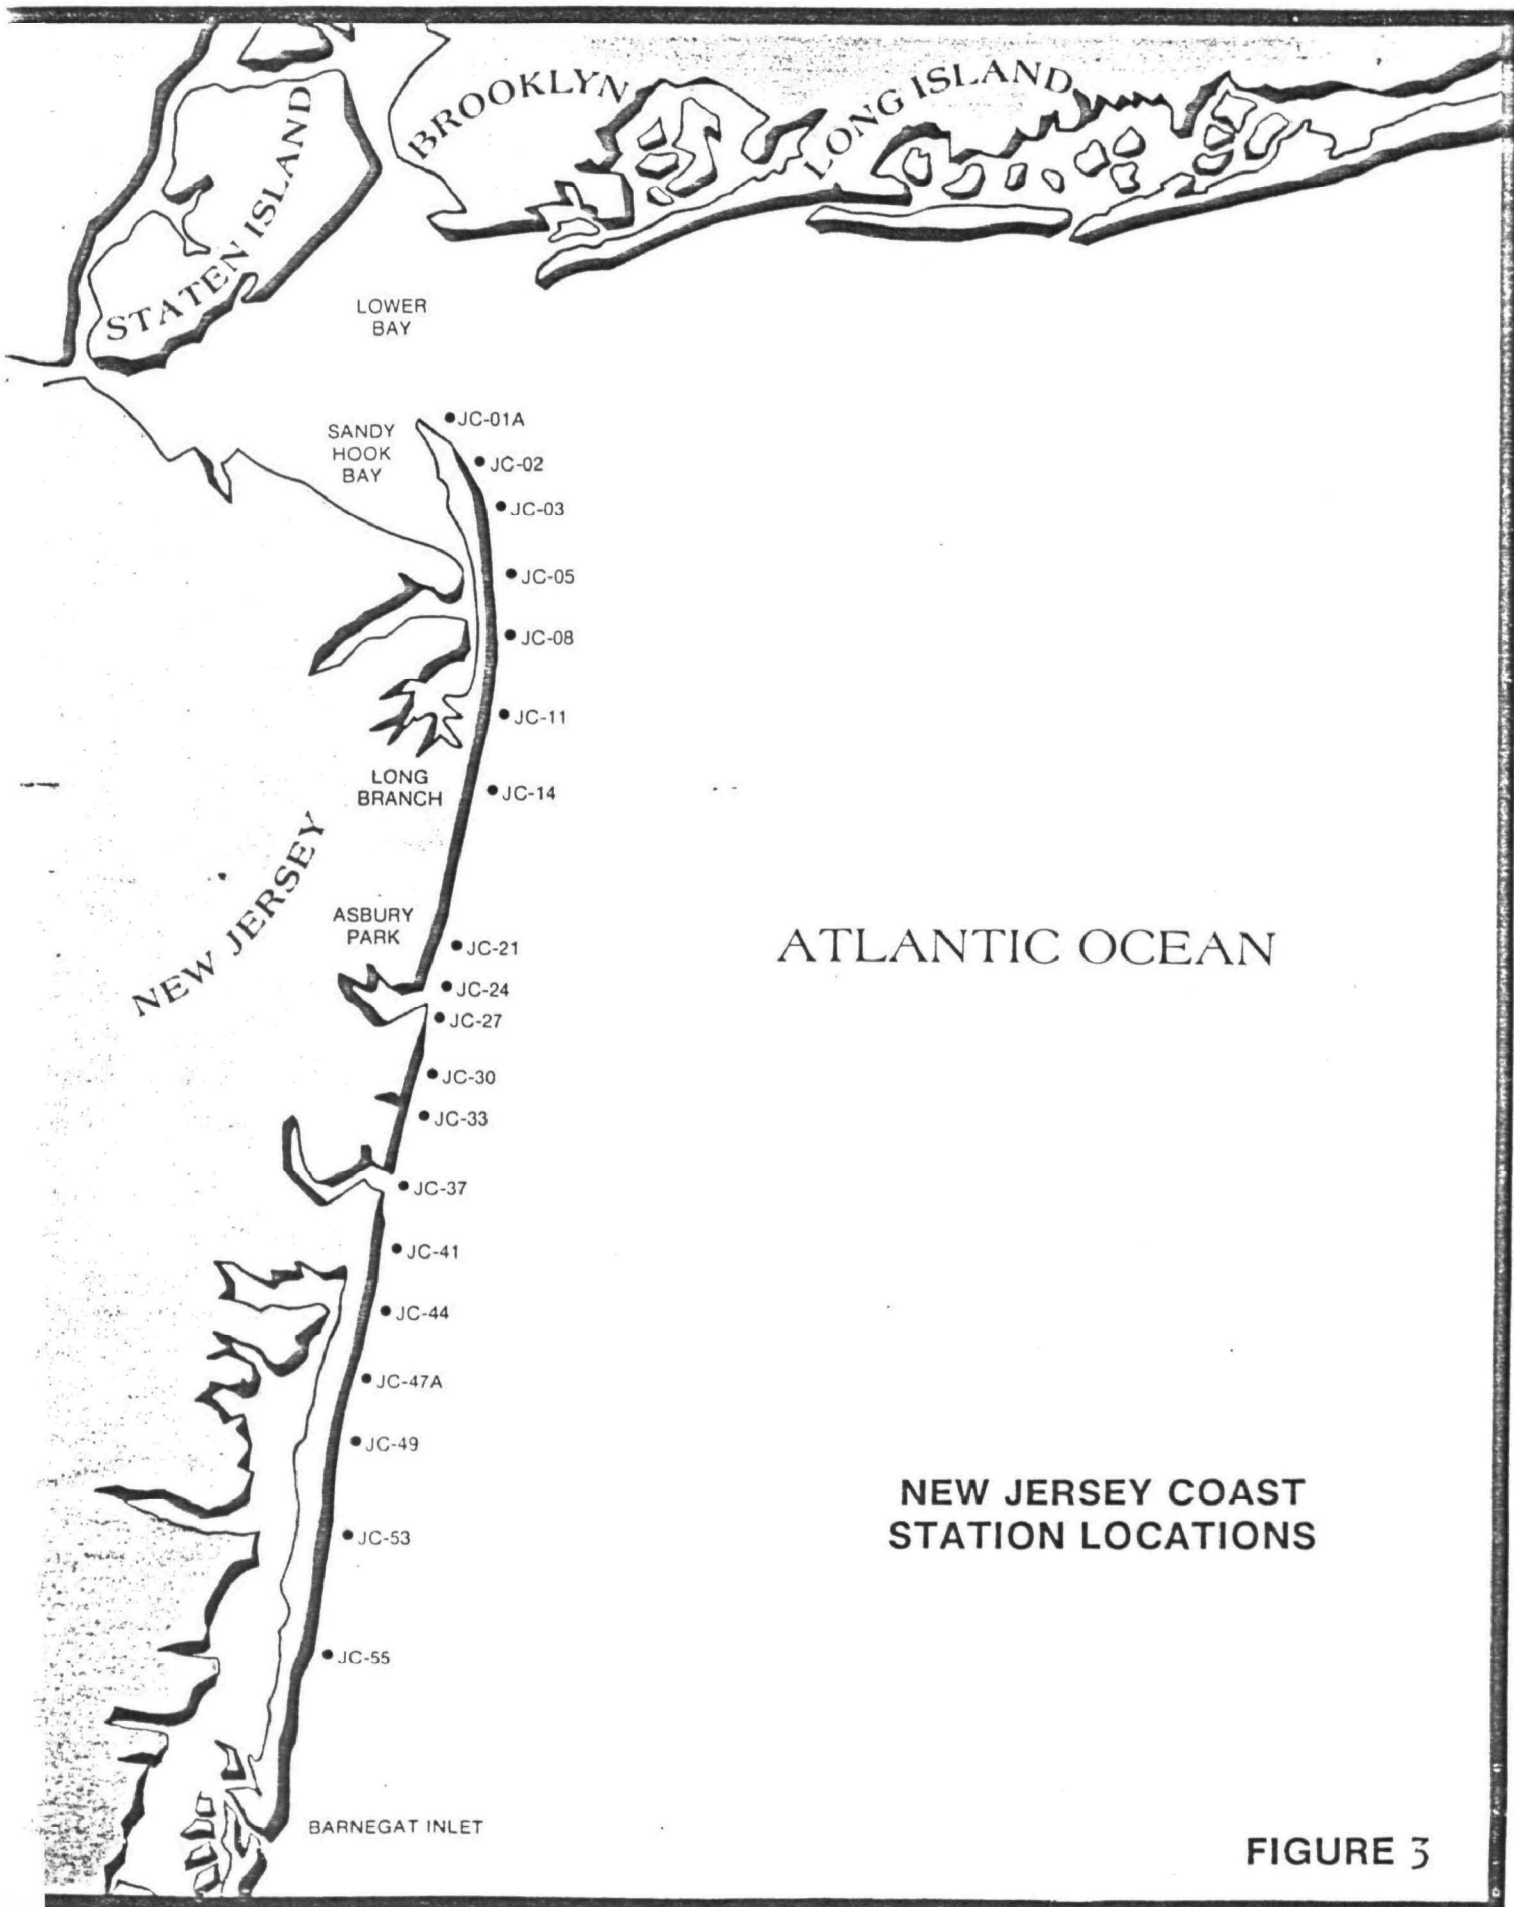 BROOKLYN
LONG ISLAND
STATEN ISLAND
LOWER
BAY
SANDY
HOOK
BAY
JC-01A
JC-02
JC-03
JC-05
JC-08
JC-11
LONG
BRANCH
JC-14
NEW JERSEY
ASBURY
PARK
JC-21
ATLANTIC OCEAN
JC-24
JC-27
JC-30
JC-33
JC-37
JC-41
JC-44
JC-47A
JC-49
NEW JERSEY COAST
STATION LOCATIONS
JC-53
JC-55
BARNEGAT INLET
FIGURE 3